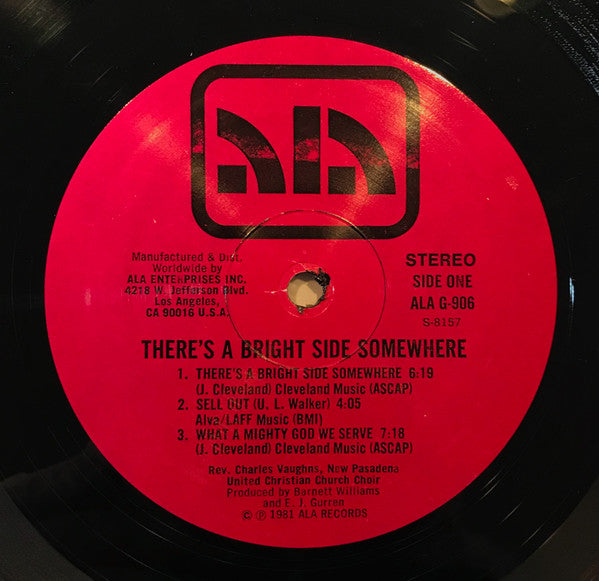 ALA
Manufactured & Dist.
Worldwide by
ALA ENTERPRISES INC.
4218 W. Jefferson Blvd.
Los Angeles,
CA 90016 U.S.A.
STEREO
SIDE ONE
ALA G-906
S-8157
THERE'S A BRIGHT SIDE SOMEWHERE
1. THERE'S A BRIGHT SIDE SOMEWHERE 6:19
(J. Cleveland) Cleveland Music (ASCAP)
2. SELL OUT (U. L. Walker) 4:05
Alva/LAFF Music (BMI)
3. WHAT A MIGHTY GOD WE SERVE 7:18
(J. Cleveland) Cleveland Music (ASCAP)
Rev. Charles Vaughns, New Pasadena
United Christian Church Choir
Produced by Barnett Williams
and E. J. Gurren
© ℗ 1981 ALA RECORDS